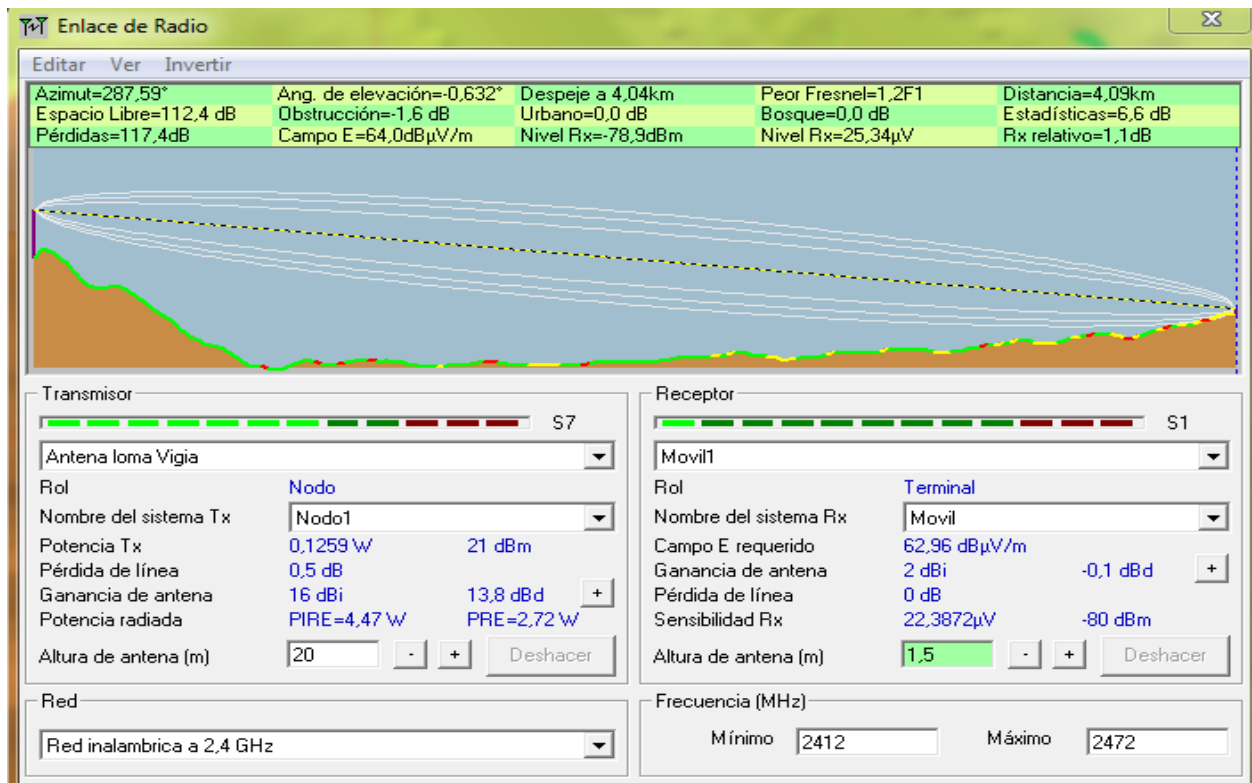 Enlace de Radio
Editar Ver Invertir
Azimut=287,59° Ang. de elevación=-0,632° Despeje a 4,04km Peor Fresnel=1,2F1 Distancia=4,09km
Espacio Libre=112,4 dB Obstrucción=-1,6 dB Urbano=0,0 dB Bosque=0,0 dB Estadísticas=6,6 dB
Pérdidas=117,4dB Campo E=64,0dBµV/m Nivel Rx=-78,9dBm Nivel Rx=25,34µV Rx relativo=1,1dB
Transmisor
S7
Antena loma Vigia
Rol Nodo
Nombre del sistema Tx Nodo1
Potencia Tx 0,1259 W 21 dBm
Pérdida de línea 0,5 dB
Ganancia de antena 16 dBi 13,8 dBd +
Potencia radiada PIRE=4,47 W PRE=2,72 W
Altura de antena (m) 20 - + Deshacer
Red
Red inalambrica a 2,4 GHz
Receptor
S1
Movil1
Rol Terminal
Nombre del sistema Rx Movil
Campo E requerido 62,96 dBµV/m
Ganancia de antena 2 dBi -0,1 dBd +
Pérdida de línea 0 dB
Sensibilidad Rx 22,3872µV -80 dBm
Altura de antena (m) 1,5 - + Deshacer
Frecuencia (MHz)
Mínimo 2412 Máximo 2472